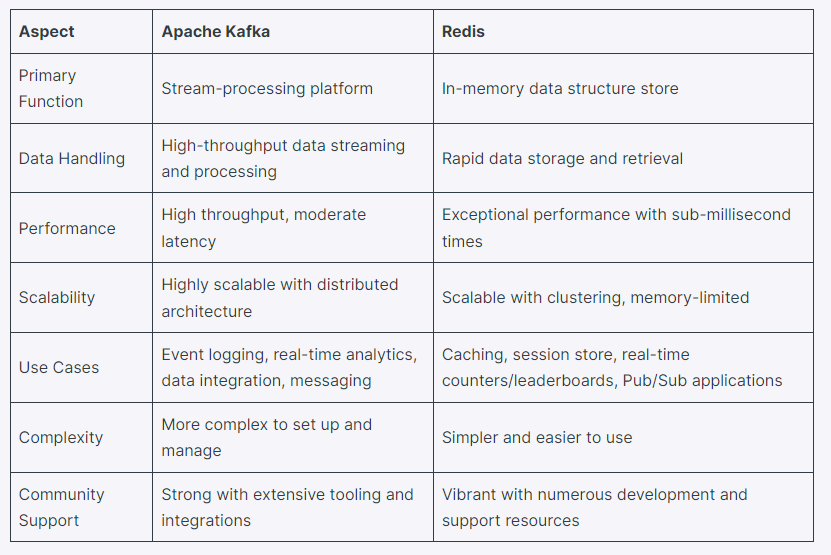 Aspect
Apache Kafka
Redis
Primary
Function
Stream-processing platform
In-memory data structure store
Data Handling
High-throughput data streaming
and processing
Rapid data storage and retrieval
Performance
High throughput, moderate
latency
Exceptional performance with sub-millisecond
times
Scalability
Highly scalable with distributed
architecture
Scalable with clustering, memory-limited
Use Cases
Event logging, real-time analytics,
data integration, messaging
Caching, session store, real-time
counters/leaderboards, Pub/Sub applications
Complexity
More complex to set up and
manage
Simpler and easier to use
Community
Support
Strong with extensive tooling and
integrations
Vibrant with numerous development and
support resources